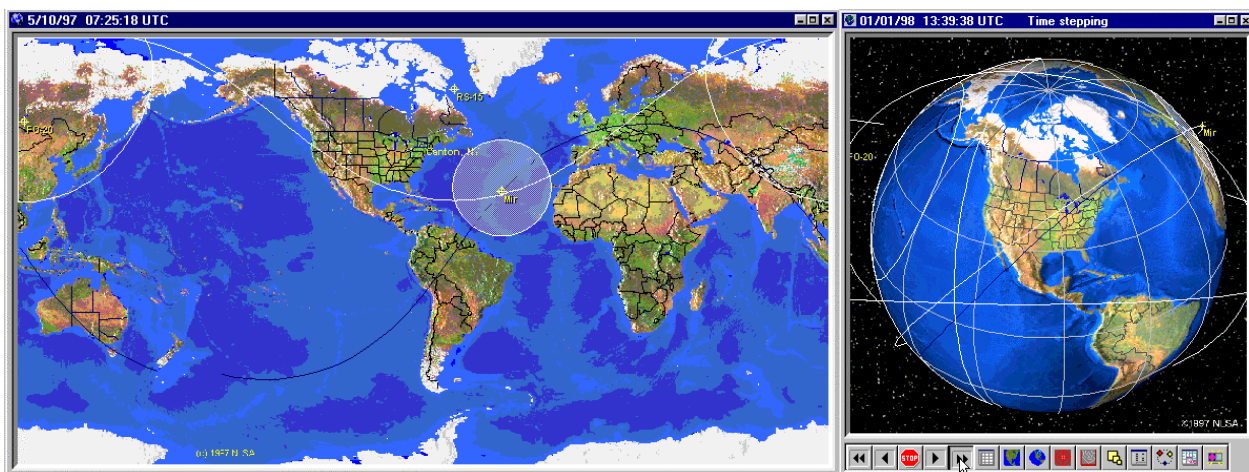 5/10/97 07:25:18 UTC
RS-15
FO-20
Canton, N
Mir
(c) 1997 NLSA
01/01/98 13:39:38 UTC Time stepping
Mir
FO-20
©1997 NLSA
STOP